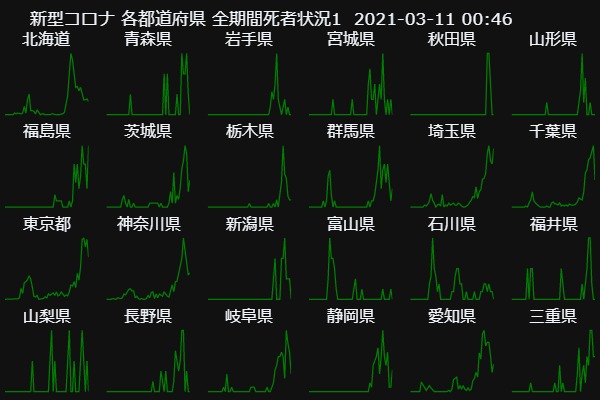 新型コロナ 各都道府県 全期間死者状況1 2021-03-11 00:46
北海道 青森県 岩手県 宮城県 秋田県 山形県
福島県 茨城県 栃木県 群馬県 埼玉県 千葉県
東京都 神奈川県 新潟県 富山県 石川県 福井県
山梨県 長野県 岐阜県 静岡県 愛知県 三重県